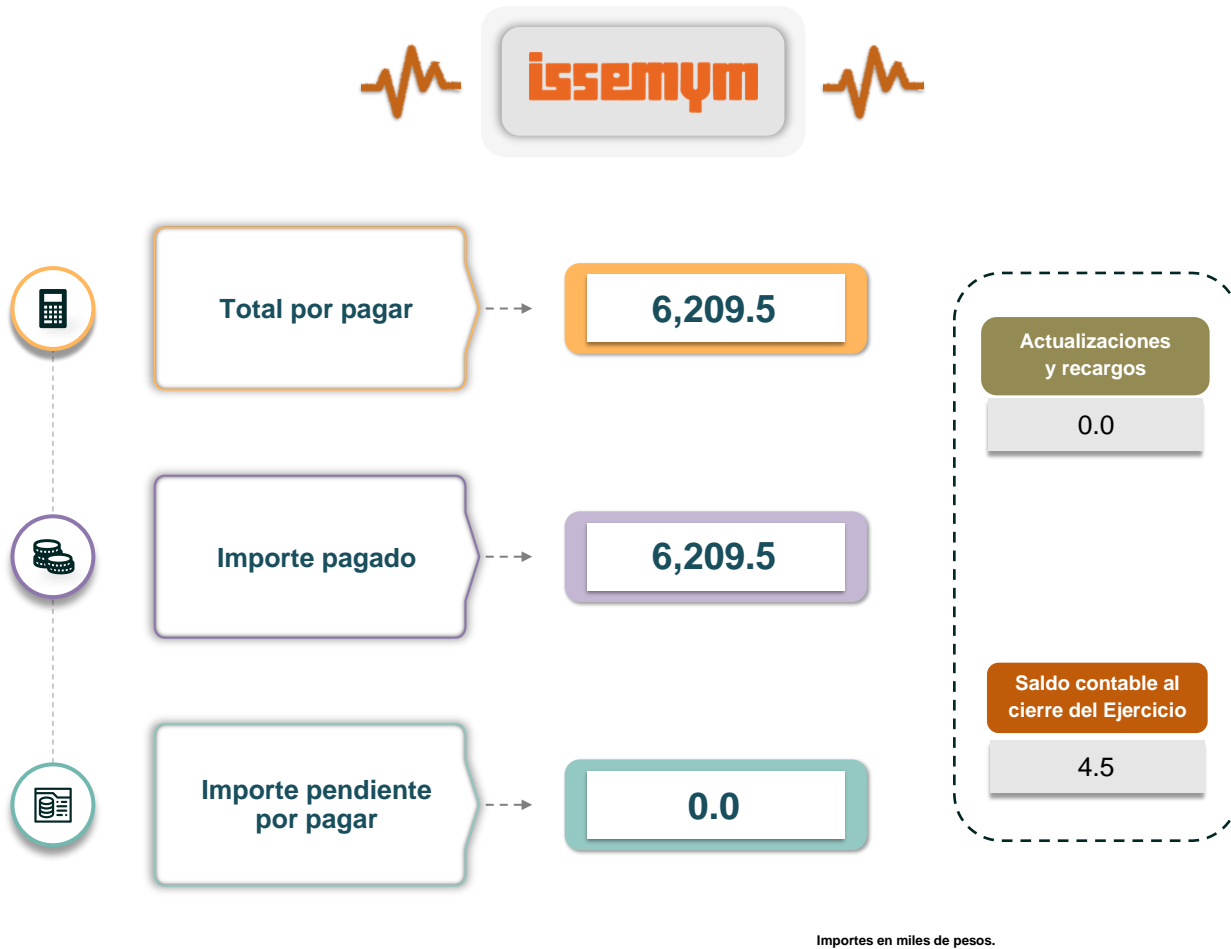 issemym
Total por pagar
6,209.5
Actualizaciones
y recargos
0.0
Importe pagado
6,209.5
Saldo contable al
cierre del Ejercicio
4.5
Importe pendiente
por pagar
0.0
Importes en miles de pesos.